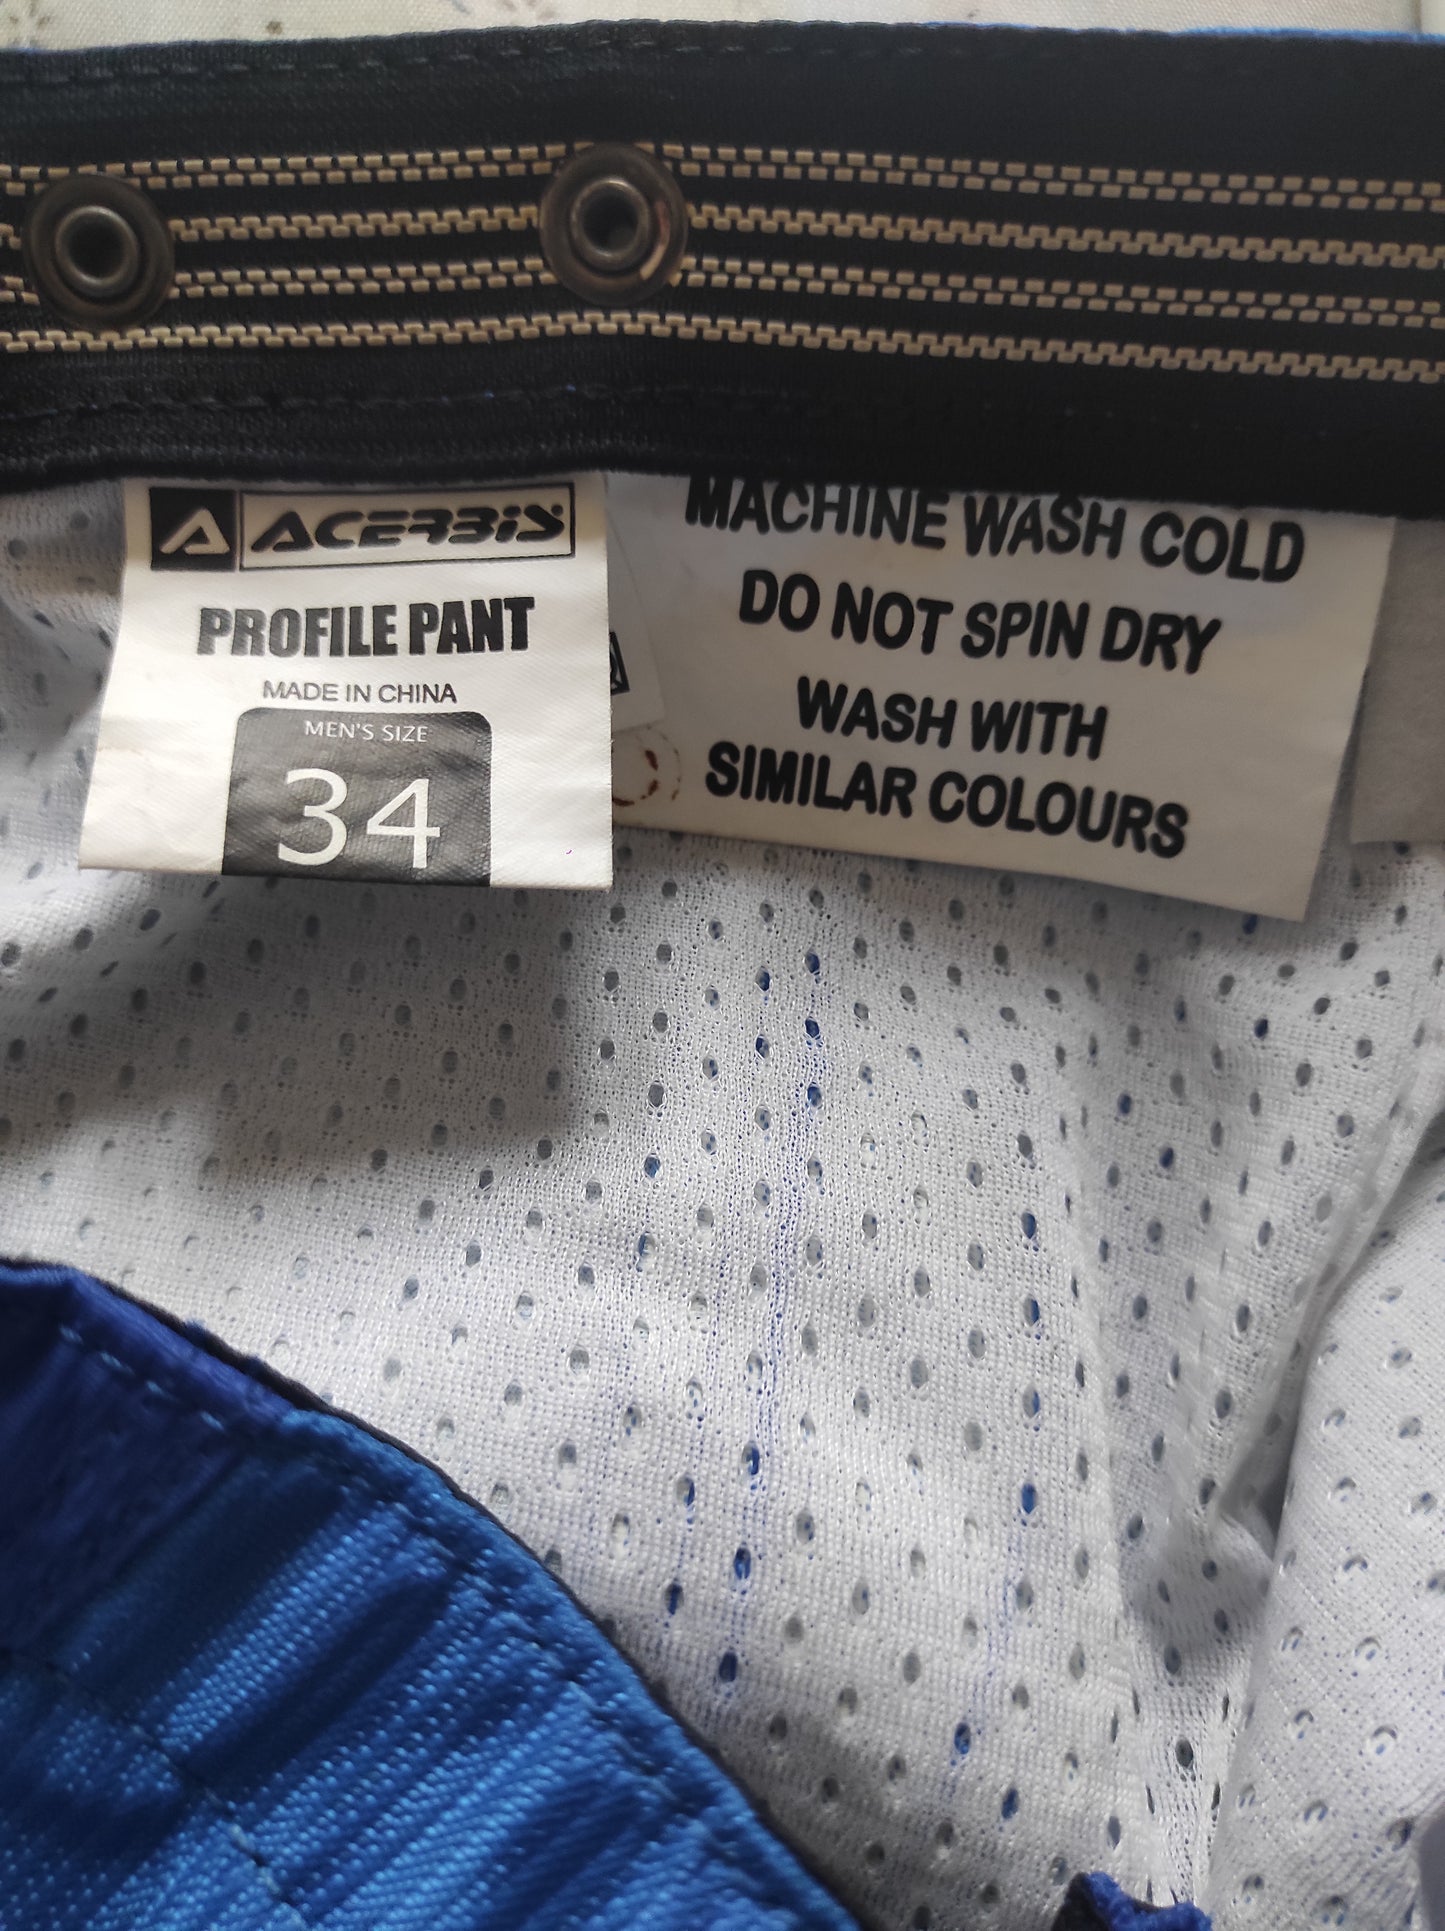 ACERBIS
PROFILE PANT
MADE IN CHINA
MEN'S SIZE
34
MACHINE WASH COLD
DO NOT SPIN DRY
WASH WITH
SIMILAR COLOURS